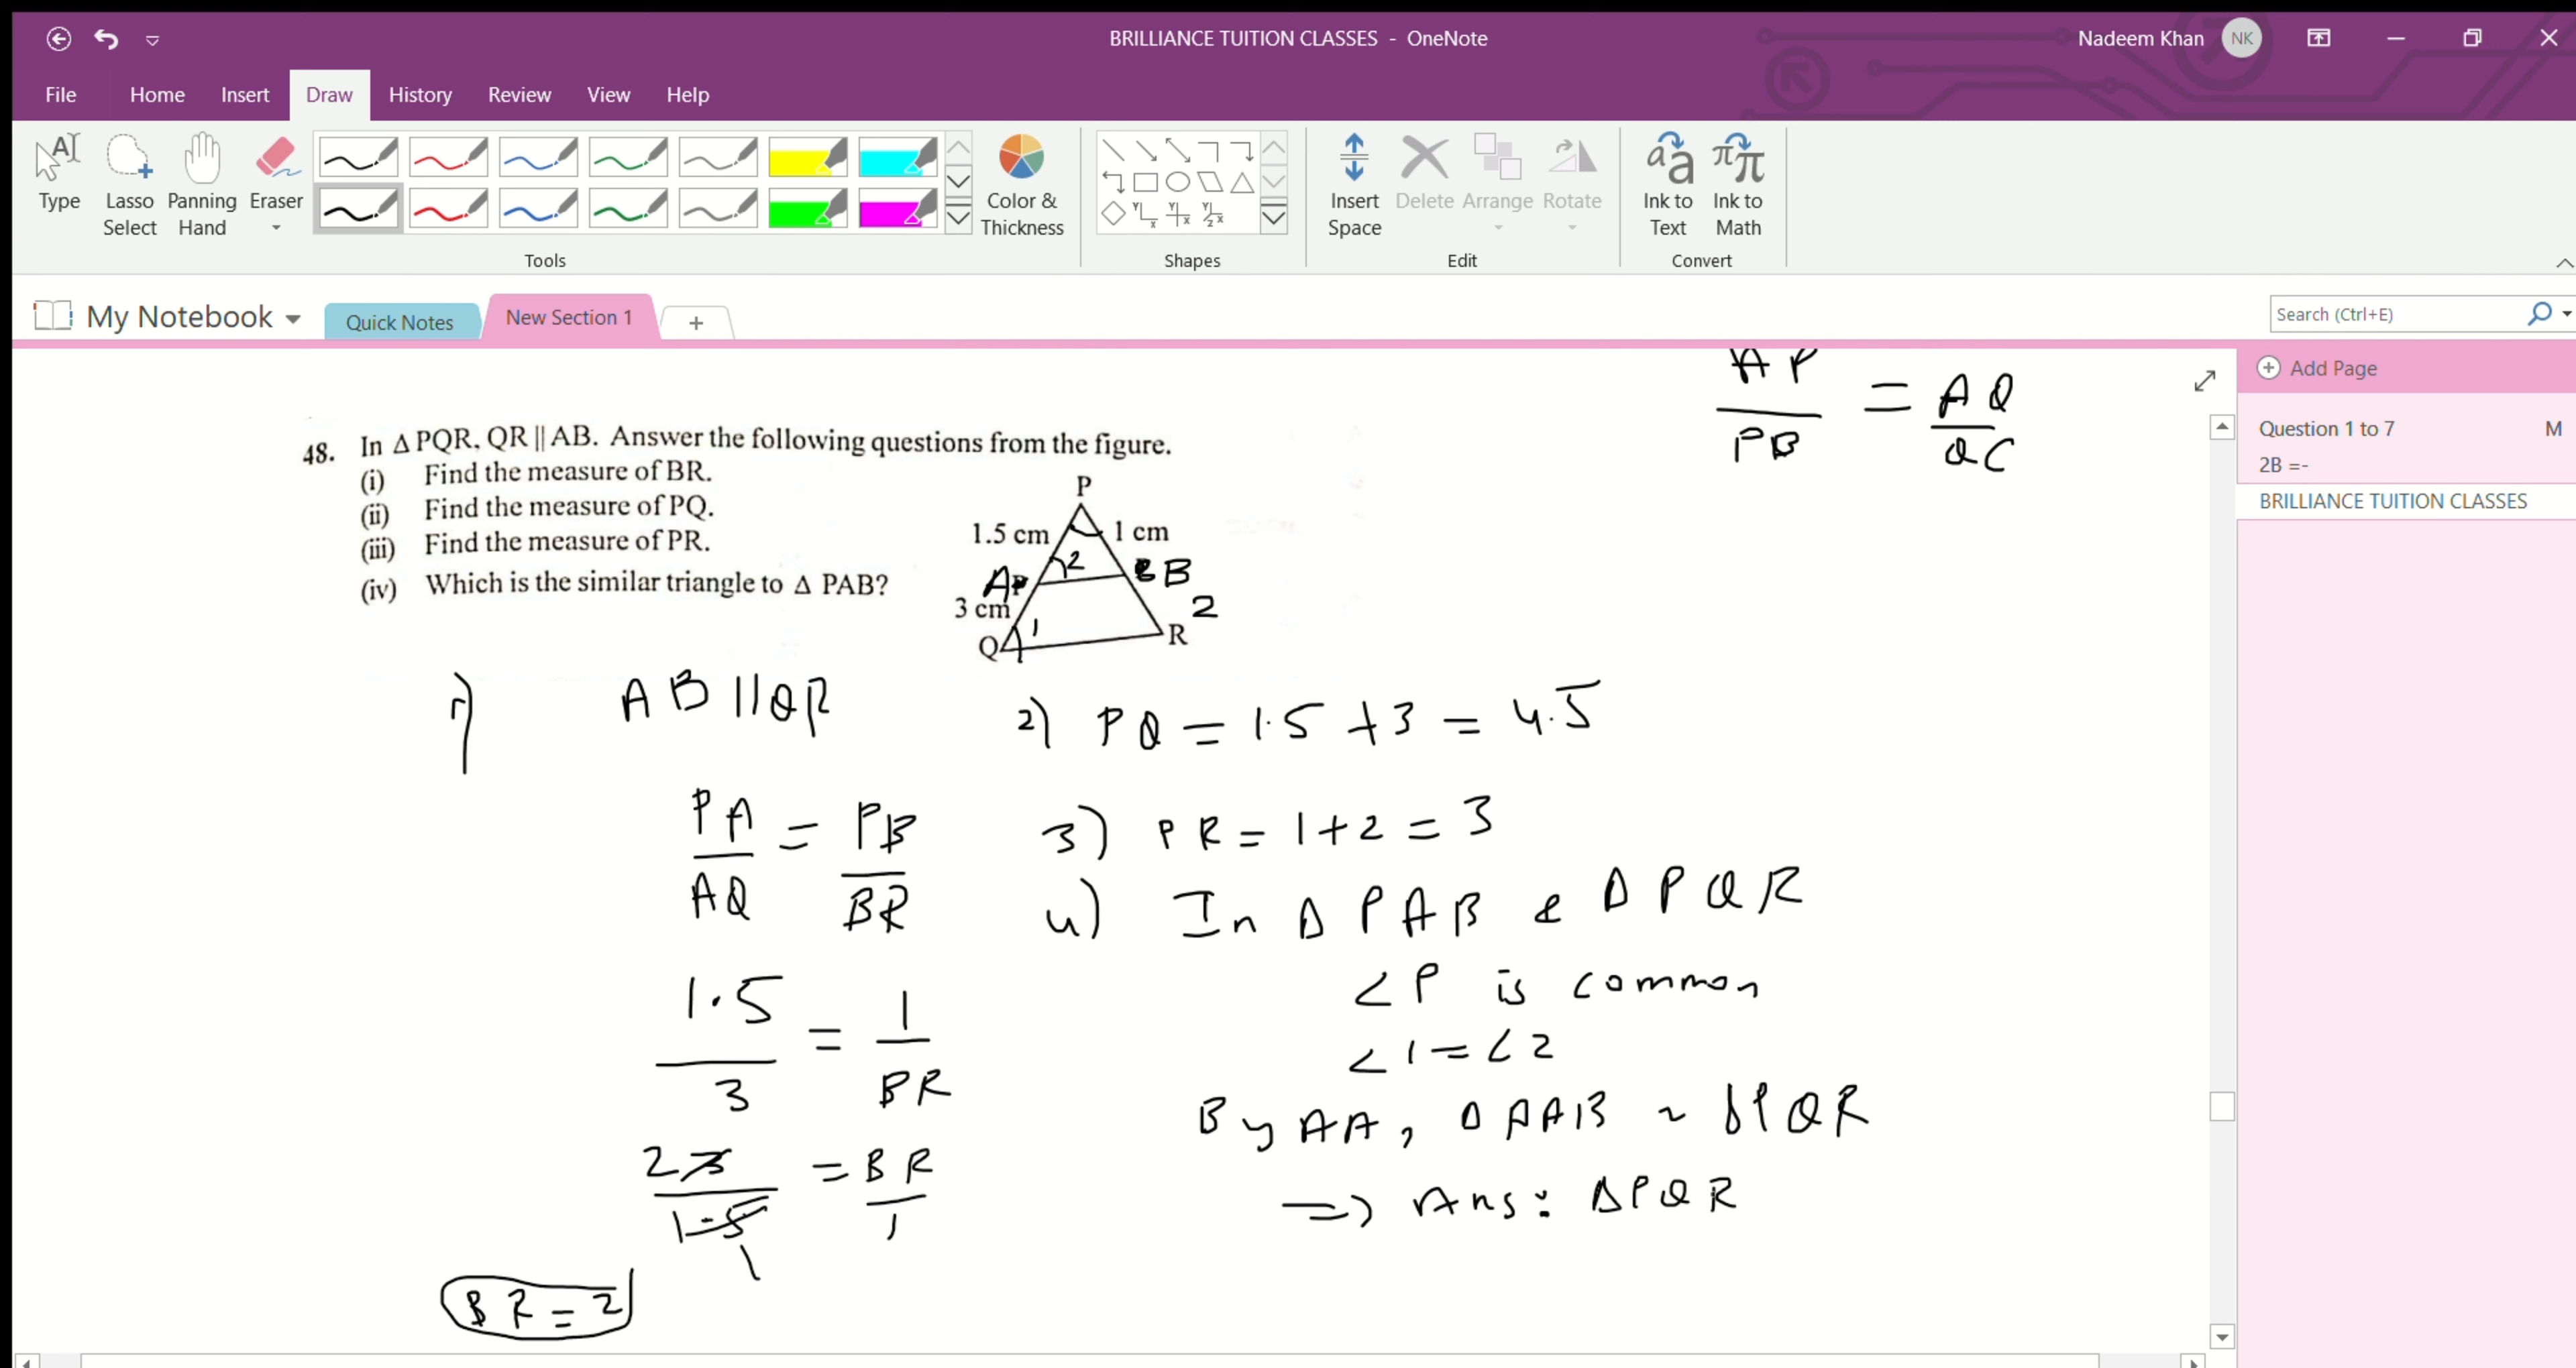 BRILLIANCE TUITION CLASSES - OneNote
Nadeem Khan NK
File Home Insert Draw History Review View Help
Type
Lasso Select
Panning Hand
Eraser
Color & Thickness
Insert Space
Delete
Arrange
Rotate
Ink to Text
Ink to Math
Tools
Shapes
Edit
Convert
My Notebook
Quick Notes
New Section 1
+
Search (Ctrl+E)
Add Page
Question 1 to 7 M
2B =-
BRILLIANCE TUITION CLASSES
AP/PB = AQ/QC
48. In Δ PQR, QR || AB. Answer the following questions from the figure.
(i) Find the measure of BR.
(ii) Find the measure of PQ.
(iii) Find the measure of PR.
(iv) Which is the similar triangle to Δ PAB?
P
1.5 cm
1 cm
2
A
B
3 cm
2
1
Q
R
AB || QR
PA/AQ = PB/BR
1.5/3 = 1/BR
2 3/1.5 = BR/1
1
BR = 2
2) PQ = 1.5 + 3 = 4.5
3) PR = 1 + 2 = 3
4) In Δ PAB & Δ PQR
∠P is common
∠1 = ∠2
By AA, Δ AAB ~ ΔPQR
=> Ans: ΔPQR